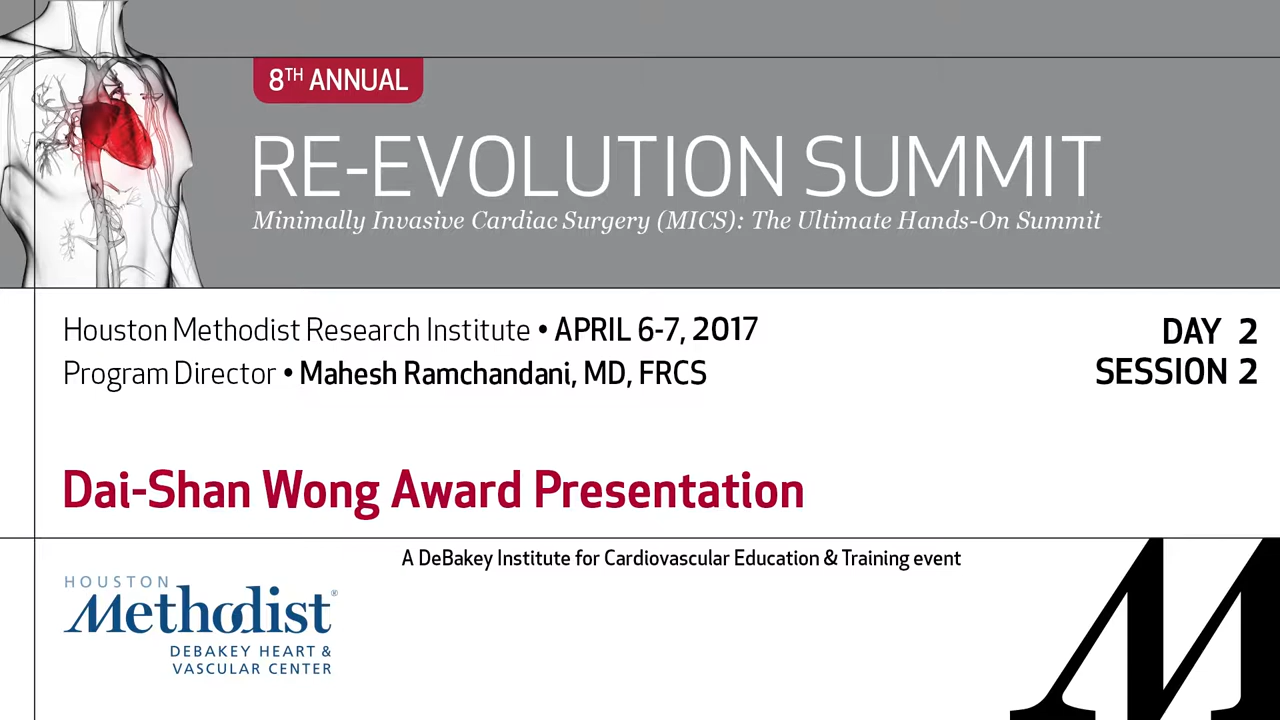 8TH ANNUAL
RE-EVOLUTION SUMMIT
Minimally Invasive Cardiac Surgery (MICS): The Ultimate Hands-On Summit
Houston Methodist Research Institute • APRIL 6-7, 2017
Program Director • Mahesh Ramchandani, MD, FRCS
DAY 2
SESSION 2
Dai-Shan Wong Award Presentation
A DeBakey Institute for Cardiovascular Education & Training event
HOUSTON
Methodist®
DEBAKEY HEART &
VASCULAR CENTER
M